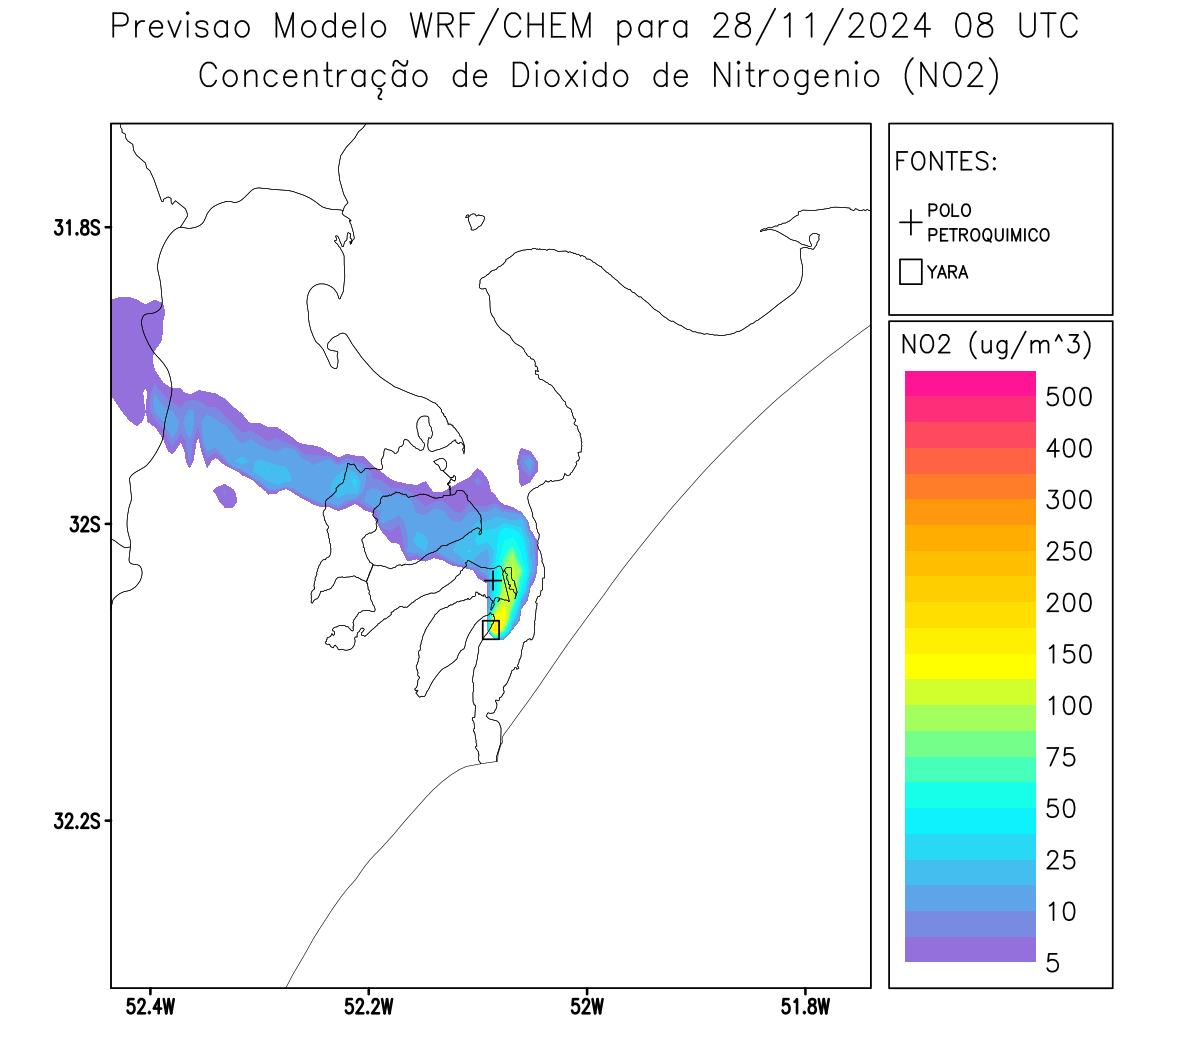 Previsao Modelo WRF/CHEM para 28/11/2024 08 UTC
Concentração de Dioxido de Nitrogenio (NO2)
FONTES:
POLO
PETROQUIMICO
YARA
31.8S
32S
32.2S
52.4W
52.2W
52W
51.8W
NO2 (ug/m^3)
500
400
300
250
200
150
100
75
50
25
10
5